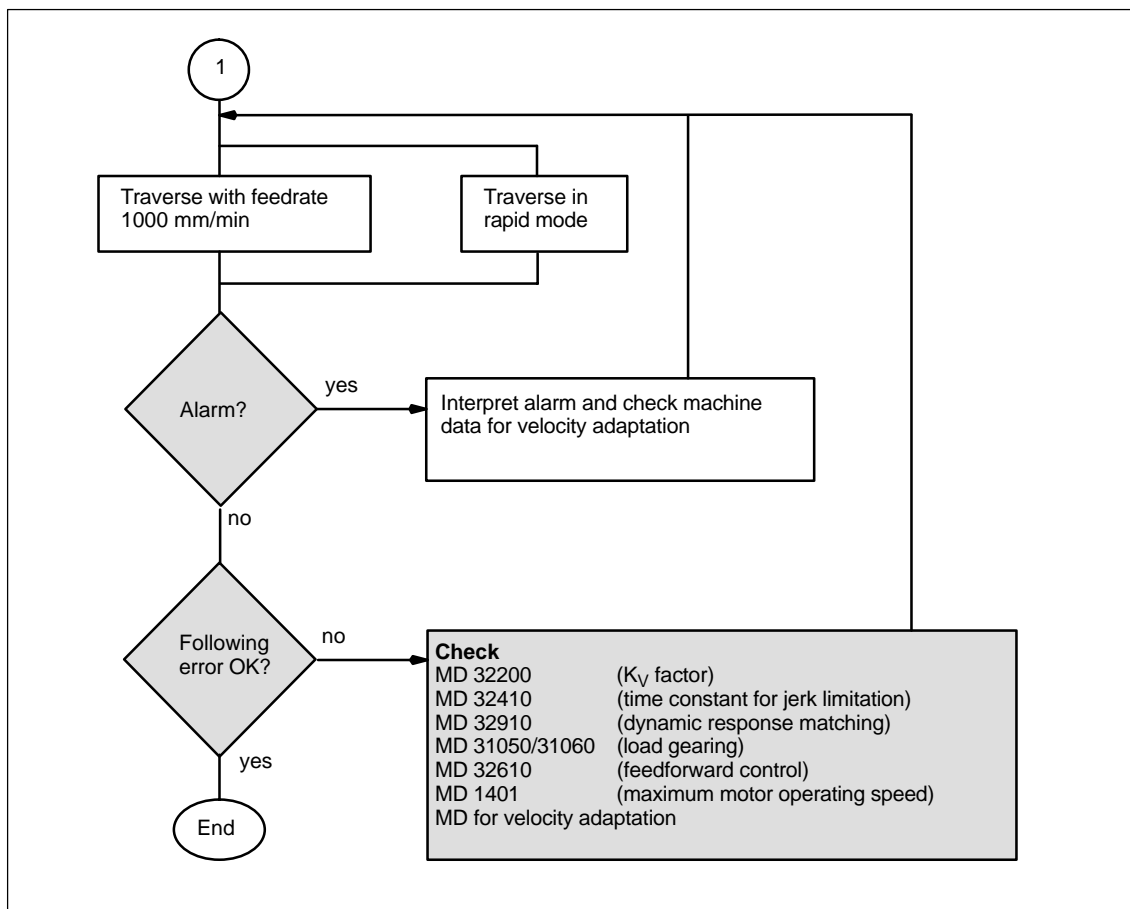 1
Traverse with feedrate
1000 mm/min
Traverse in
rapid mode
Alarm?
yes
Interpret alarm and check machine
data for velocity adaptation
no
Following
error OK?
no
Check
MD 32200 (KV factor)
MD 32410 (time constant for jerk limitation)
MD 32910 (dynamic response matching)
MD 31050/31060 (load gearing)
MD 32610 (feedforward control)
MD 1401 (maximum motor operating speed)
MD for velocity adaptation
yes
End